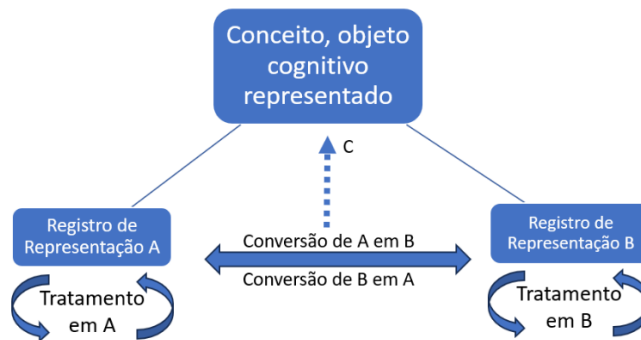 Conceito, objeto
cognitivo
representado
C
Registro de
Representação A
Conversão de A em B
Conversão de B em A
Registro de
Representação B
Tratamento
em A
Tratamento
em B